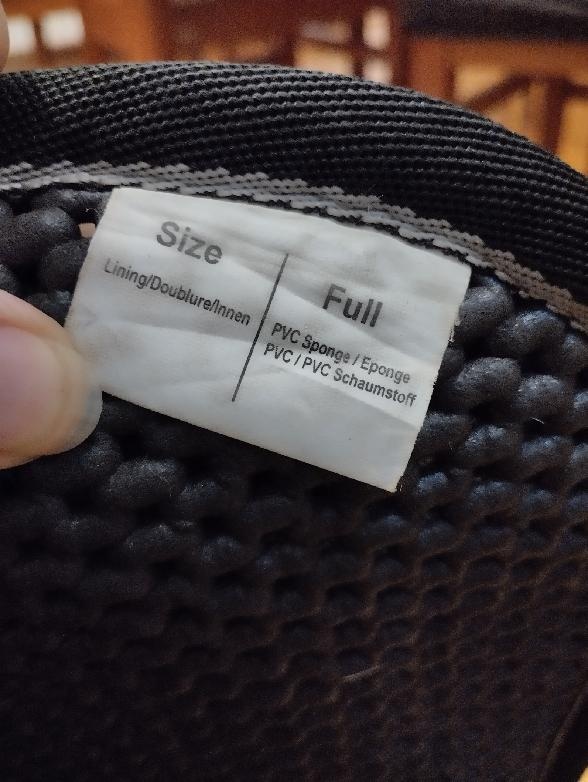 Size
Lining/Doublure/Innen
Full
PVC Sponge / Eponge
PVC / PVC Schaumstoff